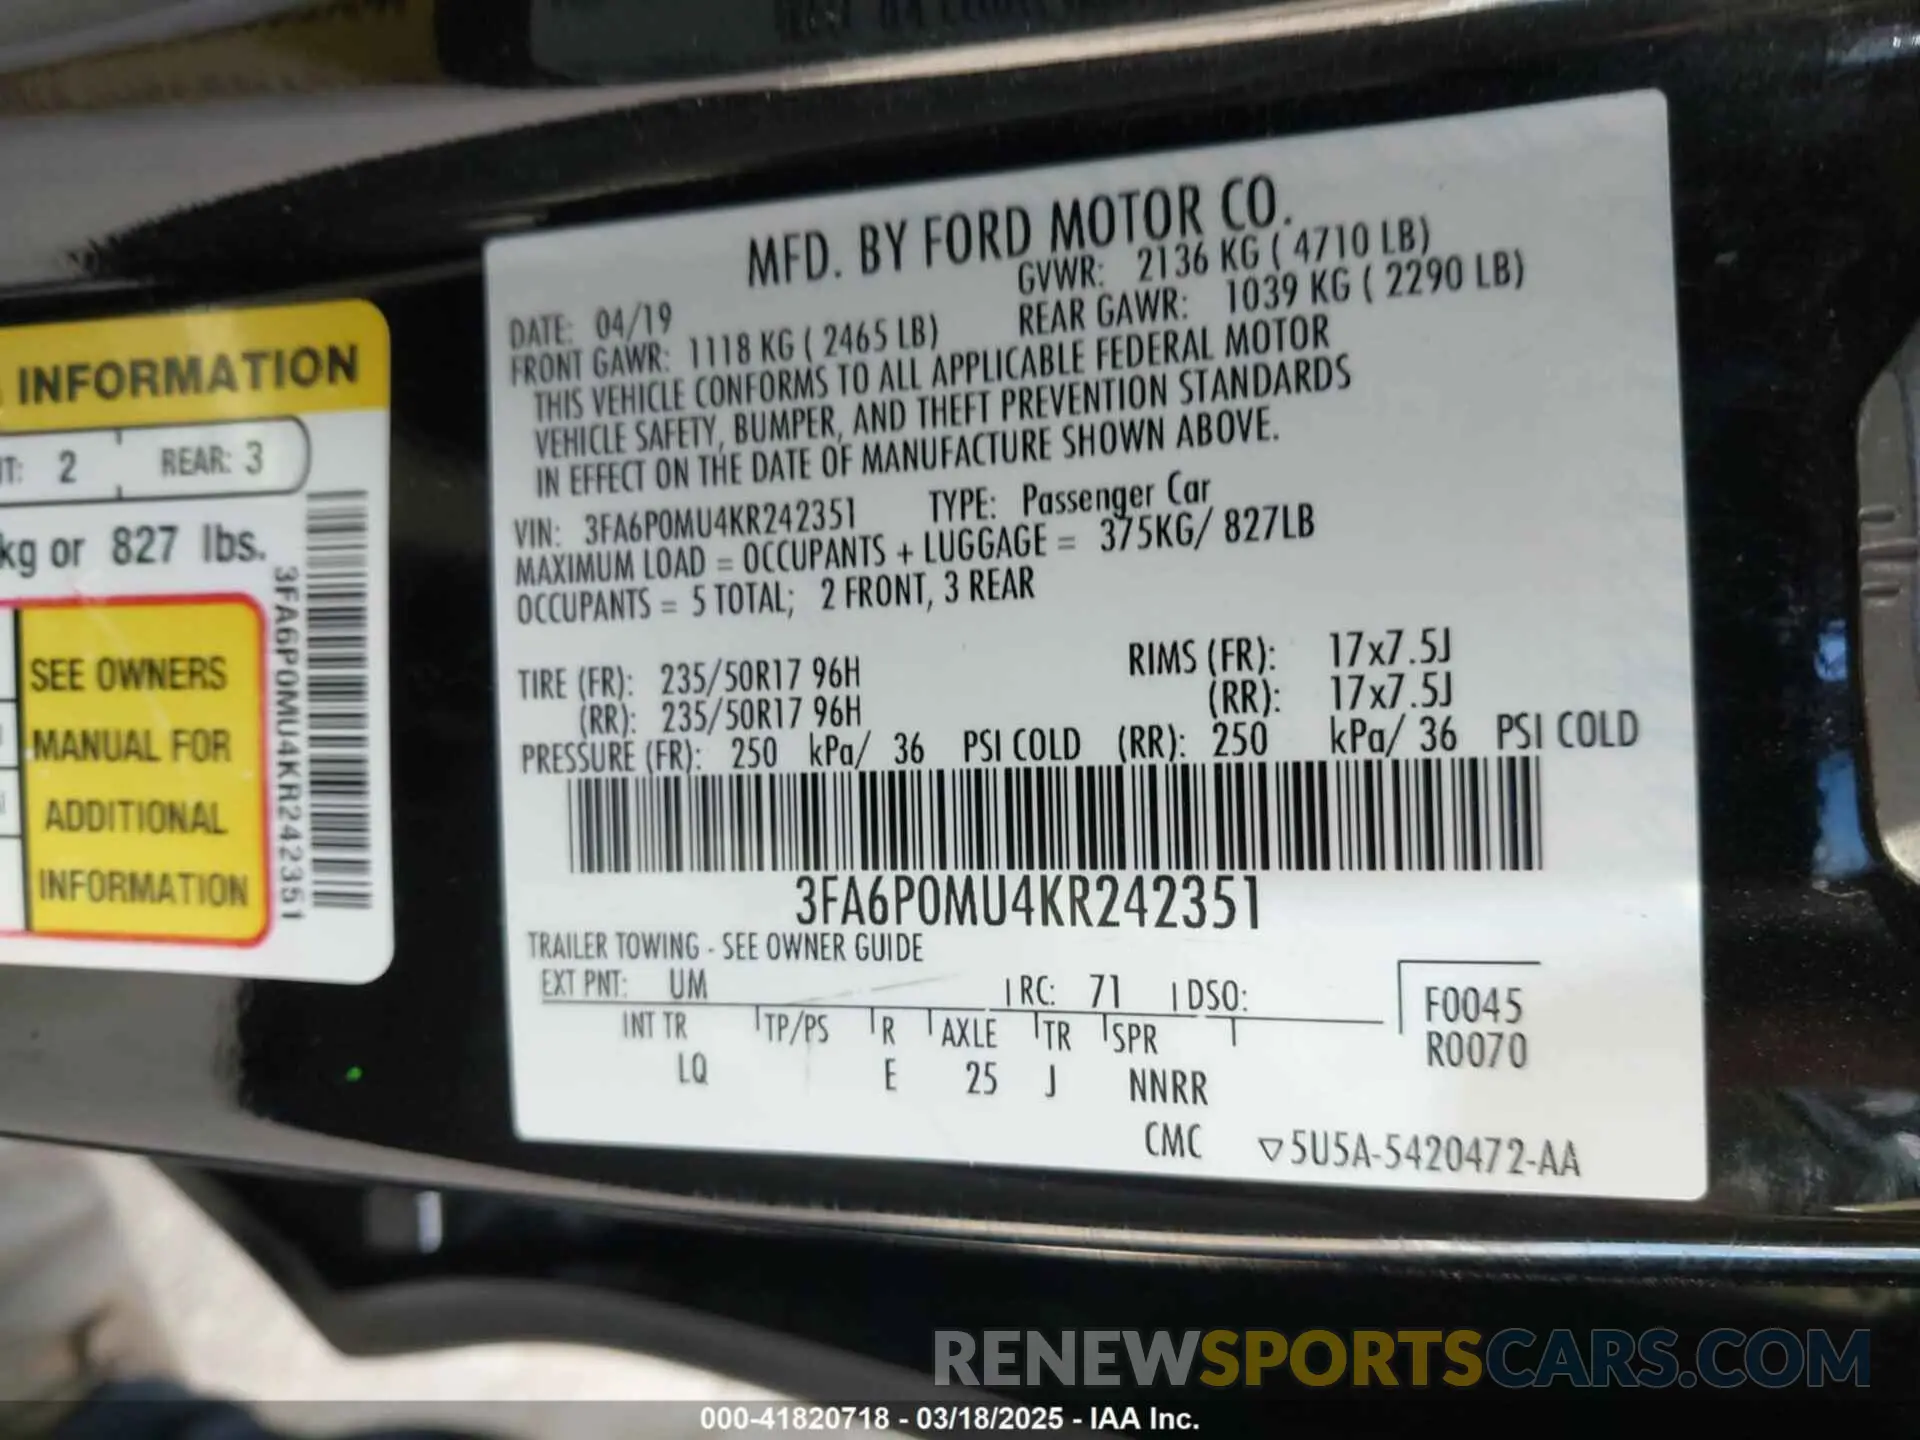 MFD. BY FORD MOTOR CO.
DATE: 04/19 GVWR: 2136 KG ( 4710 LB)
FRONT GAWR: 1118 KG ( 2465 LB) REAR GAWR: 1039 KG ( 2290 LB)
THIS VEHICLE CONFORMS TO ALL APPLICABLE FEDERAL MOTOR
VEHICLE SAFETY, BUMPER, AND THEFT PREVENTION STANDARDS
IN EFFECT ON THE DATE OF MANUFACTURE SHOWN ABOVE.
VIN: 3FA6P0MU4KR242351 TYPE: Passenger Car
MAXIMUM LOAD = OCCUPANTS + LUGGAGE = 375KG/ 827LB
OCCUPANTS = 5 TOTAL; 2 FRONT, 3 REAR
TIRE (FR): 235/50R17 96H RIMS (FR): 17x7.5J
(RR): 235/50R17 96H (RR): 17x7.5J
PRESSURE (FR): 250 kPa/ 36 PSI COLD (RR): 250 kPa/ 36 PSI COLD
3FA6P0MU4KR242351
TRAILER TOWING - SEE OWNER GUIDE
EXT PNT: UM RC: 71 DSO:
INT TR TP/PS R AXLE TR SPR
LQ E 25 J NNRR
F0045
R0070
CMC ▽5U5A-5420472-AA
INFORMATION
2 REAR: 3
kg or 827 lbs.
SEE OWNERS
MANUAL FOR
ADDITIONAL
INFORMATION
3FA6P0MU4KR242351
RENEWSPORTSCARS.COM
000-41820718 - 03/18/2025 - IAA Inc.